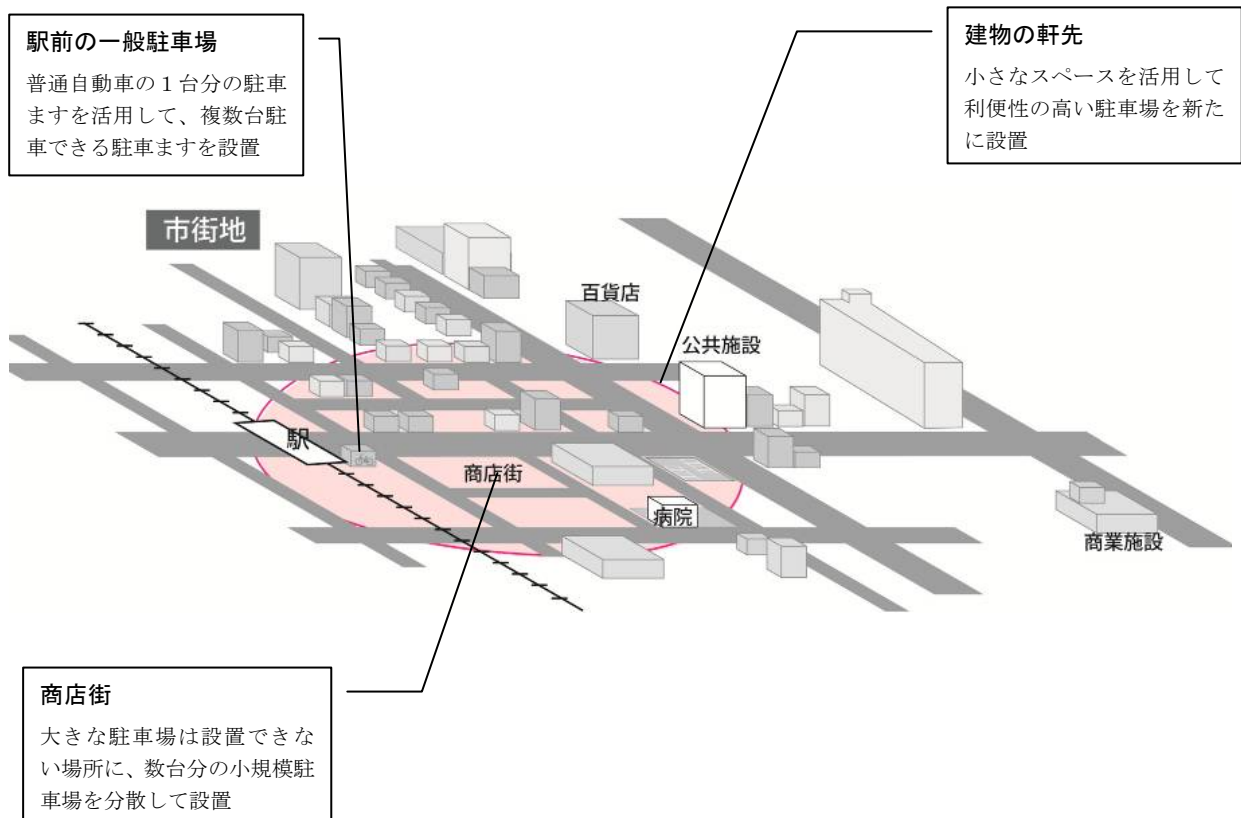 駅前の一般駐車場
普通自動車の１台分の駐車
ますを活用して、複数台駐
車できる駐車ますを設置
建物の軒先
小さなスペースを活用して
利便性の高い駐車場を新た
に設置
市街地
百貨店
公共施設
駅
商店街
病院
商業施設
商店街
大きな駐車場は設置できな
い場所に、数台分の小規模駐
車場を分散して設置